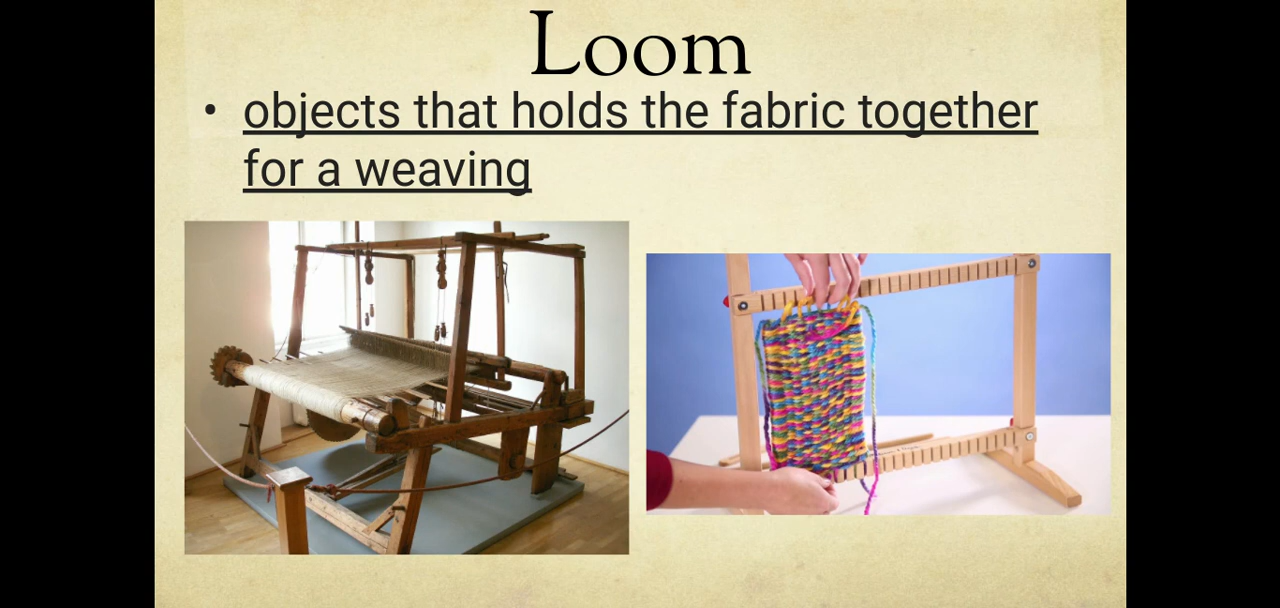 Loom
• objects that holds the fabric together
for a weaving